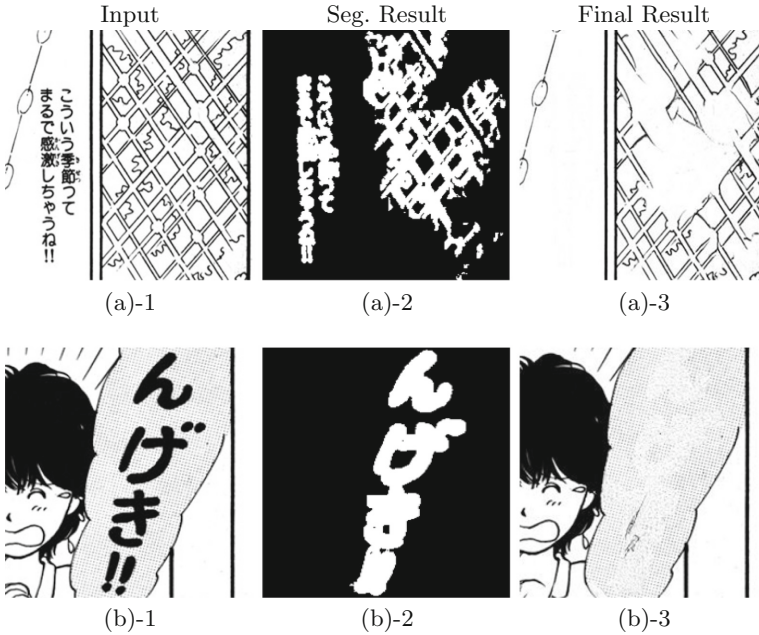 Input Seg. Result Final Result
こういう季節って
まるで感激しちゃうね!!
(a)-1 (a)-2 (a)-3
んげき!!
(b)-1 (b)-2 (b)-3